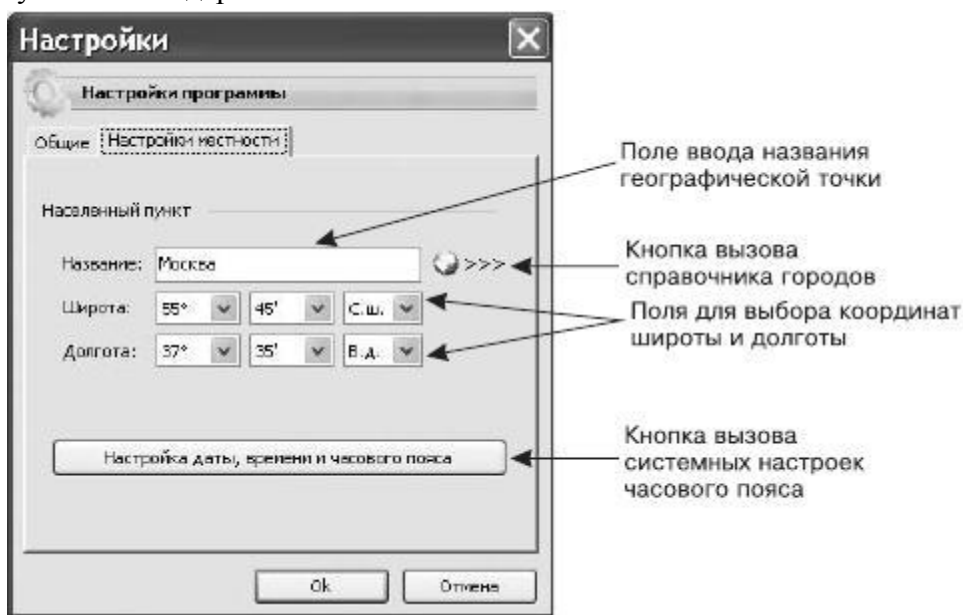 Настройки
Настройки программы
Общие
Настройки местности
Населенный пункт
Название: Москва >>>
Широта: 55° 45' С.ш.
Долгота: 37° 35' В.д.
Настройка даты, времени и часового пояса
Ok Отмена
Поле ввода названия
географической точки
Кнопка вызова
справочника городов
Поля для выбора координат
широты и долготы
Кнопка вызова
системных настроек
часового пояса